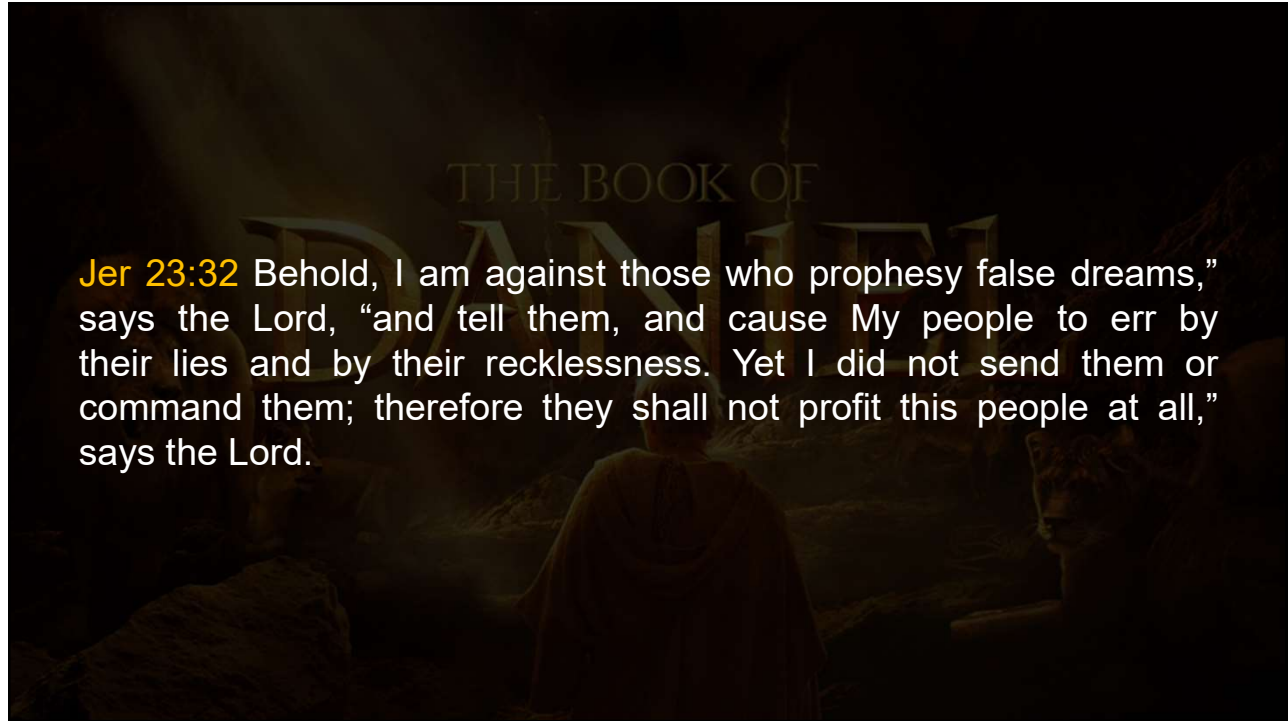 THE BOOK OF
DANIEL
Jer 23:32 Behold, I am against those who prophesy false dreams,”
says the Lord, “and tell them, and cause My people to err by
their lies and by their recklessness. Yet I did not send them or
command them; therefore they shall not profit this people at all,”
says the Lord.